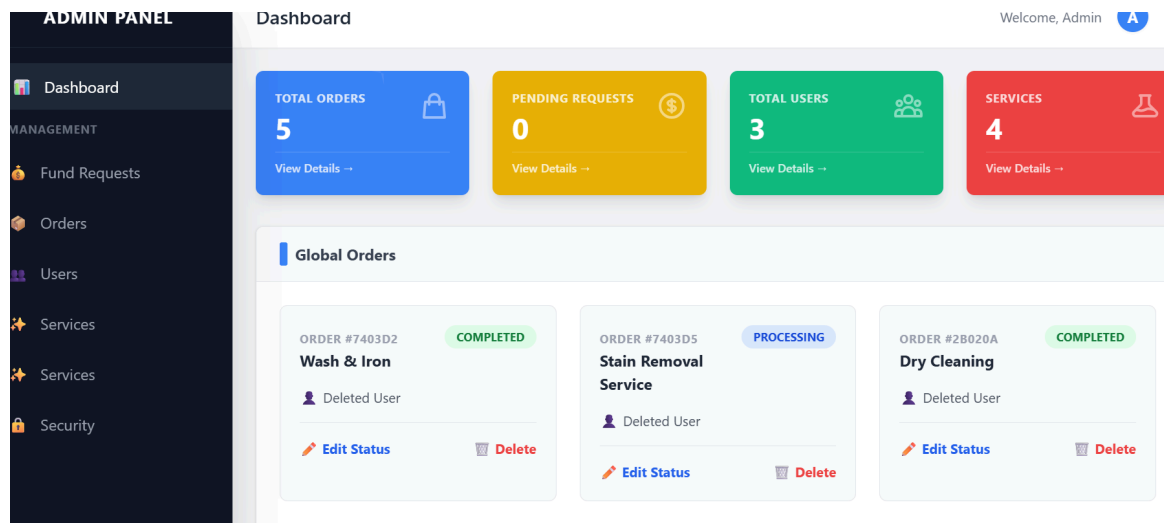 ADMIN PANEL
Dashboard
MANAGEMENT
Fund Requests
Orders
Users
Services
Services
Security
Dashboard
Welcome, Admin
A
TOTAL ORDERS
5
View Details →
PENDING REQUESTS
0
View Details →
TOTAL USERS
3
View Details →
SERVICES
4
View Details →
Global Orders
ORDER #7403D2
COMPLETED
Wash & Iron
Deleted User
Edit Status
Delete
ORDER #7403D5
PROCESSING
Stain Removal
Service
Deleted User
Edit Status
Delete
ORDER #2B020A
COMPLETED
Dry Cleaning
Deleted User
Edit Status
Delete